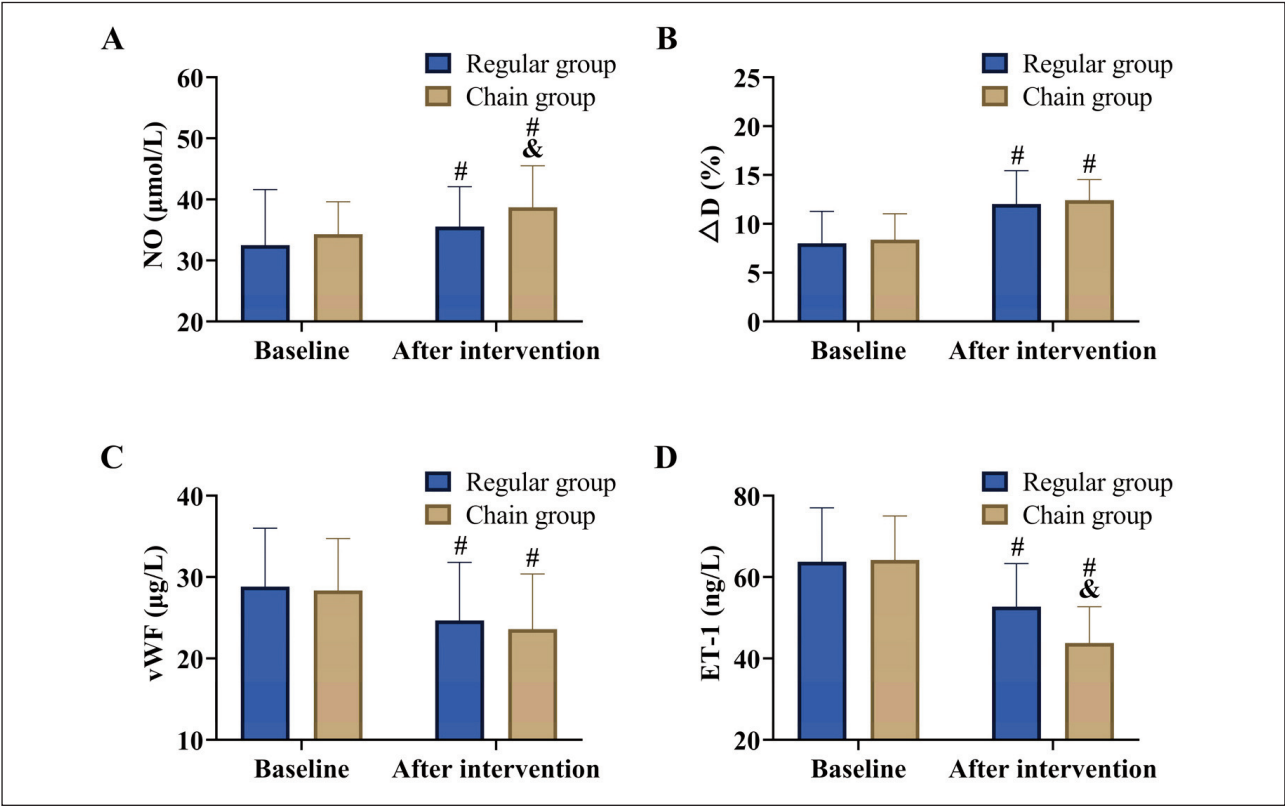 A
Regular group
Chain group
NO (μmol/L)
60
50
40
30
20
#
#
&
Baseline
After intervention
B
Regular group
Chain group
△D (%)
25
20
15
10
5
0
#
#
Baseline
After intervention
C
Regular group
Chain group
vWF (μg/L)
40
30
20
10
#
#
Baseline
After intervention
D
Regular group
Chain group
ET-1 (ng/L)
80
60
40
20
#
#
&
Baseline
After intervention